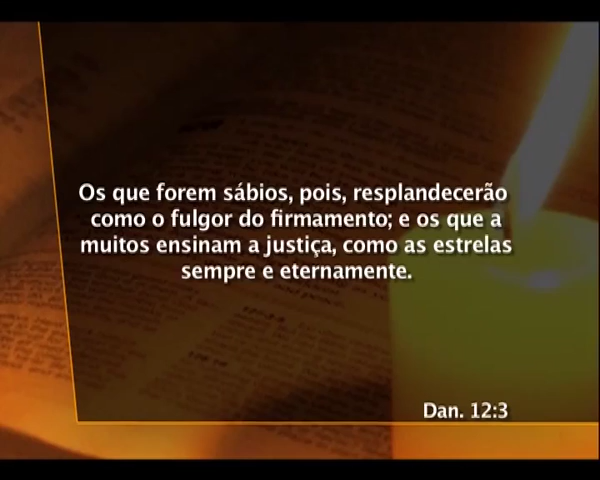 Os que forem sábios, pois, resplandecerão
como o fulgor do firmamento; e os que a
muitos ensinam a justiça, como as estrelas
sempre e eternamente.
Dan. 12:3